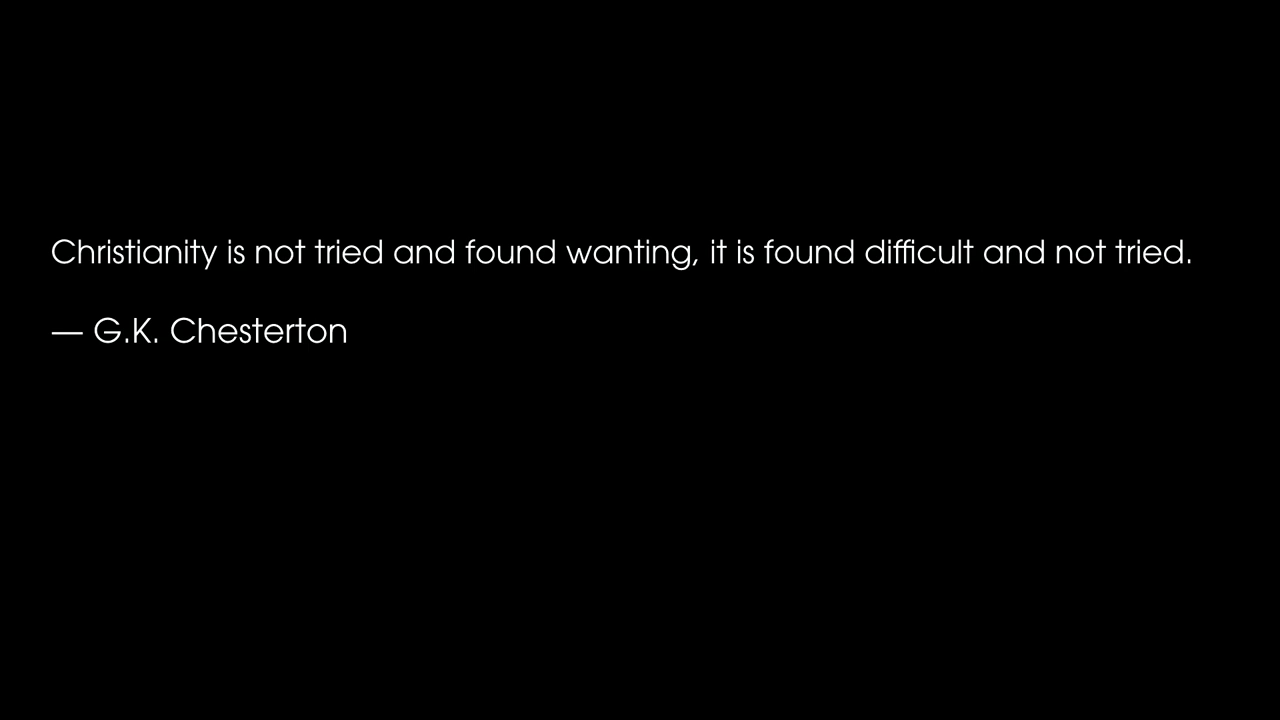 Christianity is not tried and found wanting, it is found difficult and not tried.
— G.K. Chesterton